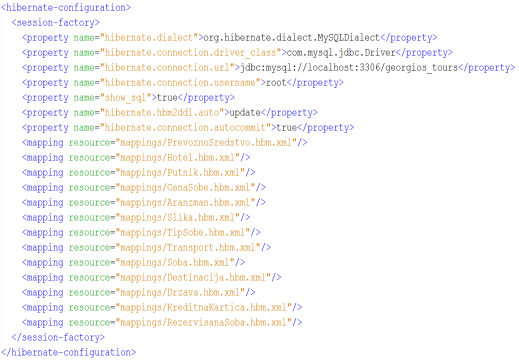 <hibernate-configuration>
<session-factory>
<property name="hibernate.dialect">org.hibernate.dialect.MySQLDialect</property>
<property name="hibernate.connection.driver_class">com.mysql.jdbc.Driver</property>
<property name="hibernate.connection.url">jdbc:mysql://localhost:3306/georgios_tours</property>
<property name="hibernate.connection.username">root</property>
<property name="show_sql">true</property>
<property name="hibernate.hbm2ddl.auto">update</property>
<property name="hibernate.connection.autocommit">true</property>
<mapping resource="mappings/PrevoznoSredstvo.hbm.xml"/>
<mapping resource="mappings/Hotel.hbm.xml"/>
<mapping resource="mappings/Putnik.hbm.xml"/>
<mapping resource="mappings/CenaSobe.hbm.xml"/>
<mapping resource="mappings/Aranzman.hbm.xml"/>
<mapping resource="mappings/Slika.hbm.xml"/>
<mapping resource="mappings/TipSobe.hbm.xml"/>
<mapping resource="mappings/Transport.hbm.xml"/>
<mapping resource="mappings/Soba.hbm.xml"/>
<mapping resource="mappings/Destinacija.hbm.xml"/>
<mapping resource="mappings/Drzava.hbm.xml"/>
<mapping resource="mappings/KreditnaKartica.hbm.xml"/>
<mapping resource="mappings/RezervisanaSoba.hbm.xml"/>
</session-factory>
</hibernate-configuration>